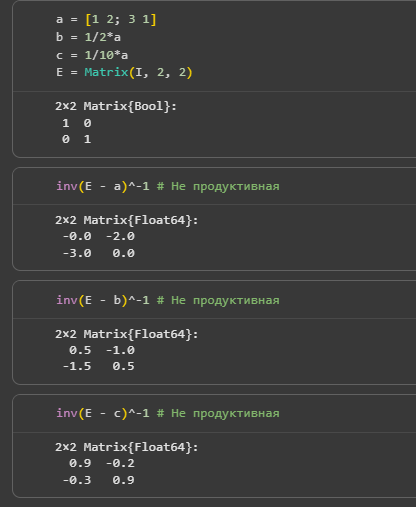 a = [1 2; 3 1]
b = 1/2*a
c = 1/10*a
E = Matrix(I, 2, 2)
2×2 Matrix{Bool}:
1 0
0 1
inv(E - a)^-1 # Не продуктивная
2×2 Matrix{Float64}:
-0.0 -2.0
-3.0 0.0
inv(E - b)^-1 # Не продуктивная
2×2 Matrix{Float64}:
0.5 -1.0
-1.5 0.5
inv(E - c)^-1 # Не продуктивная
2×2 Matrix{Float64}:
0.9 -0.2
-0.3 0.9